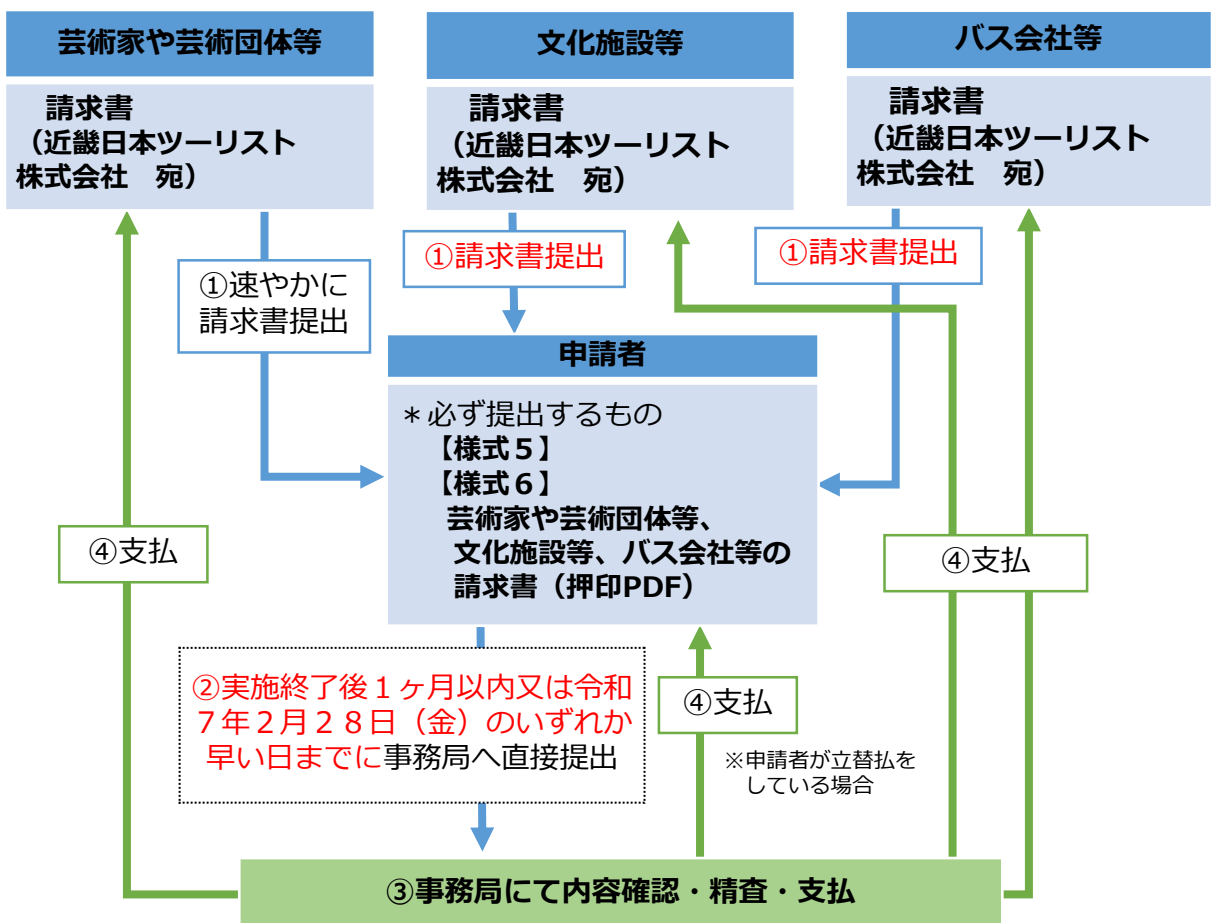 芸術家や芸術団体等
請求書
（近畿日本ツーリスト
株式会社　宛）
文化施設等
請求書
（近畿日本ツーリスト
株式会社　宛）
バス会社等
請求書
（近畿日本ツーリスト
株式会社　宛）
①速やかに
請求書提出
①請求書提出
①請求書提出
申請者
＊必ず提出するもの
【様式５】
【様式６】
芸術家や芸術団体等、
文化施設等、バス会社等の
請求書（押印PDF）
④支払
④支払
②実施終了後１ヶ月以内又は令和
７年２月２８日（金）のいずれか
早い日までに事務局へ直接提出
④支払
※申請者が立替払を
している場合
③事務局にて内容確認・精査・支払